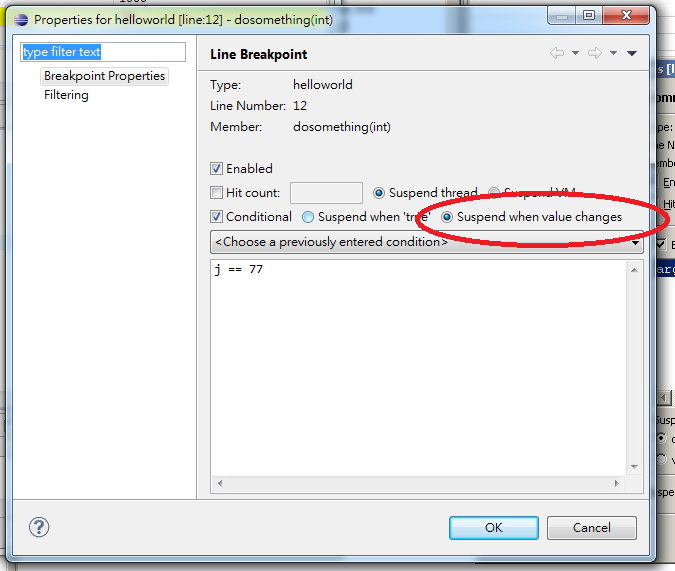 1000
Properties for helloworld [line:12] - dosomething(int)
type filter text
Breakpoint Properties
Filtering
Line Breakpoint
Type: helloworld
Line Number: 12
Member: dosomething(int)
Enabled
Hit count: Suspend thread Suspend VM
Conditional Suspend when 'true' Suspend when value changes
<Choose a previously entered condition>
j == 77
OK Cancel